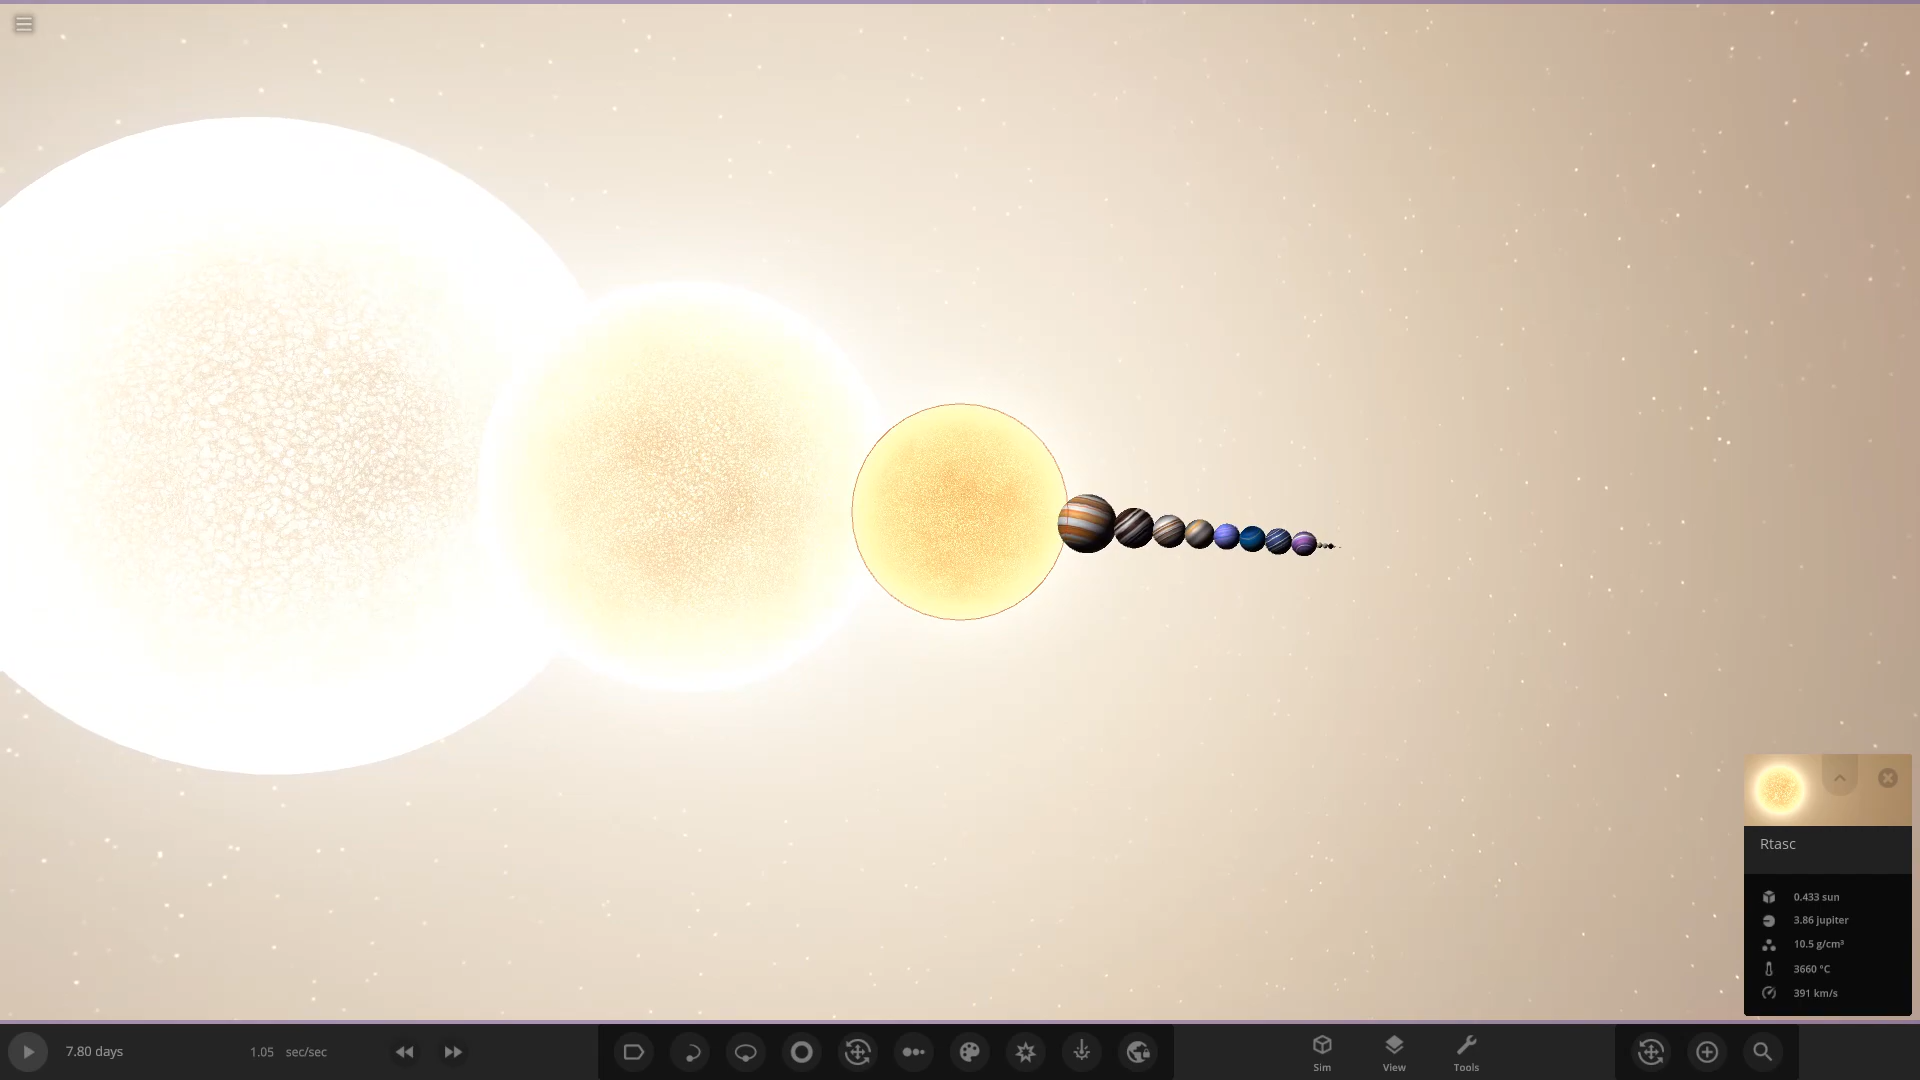 Rtasc
0.433 sun
3.86 jupiter
10.5 g/cm³
3660 °C
391 km/s
7.80 days
1.05 sec/sec
Sim
View
Tools